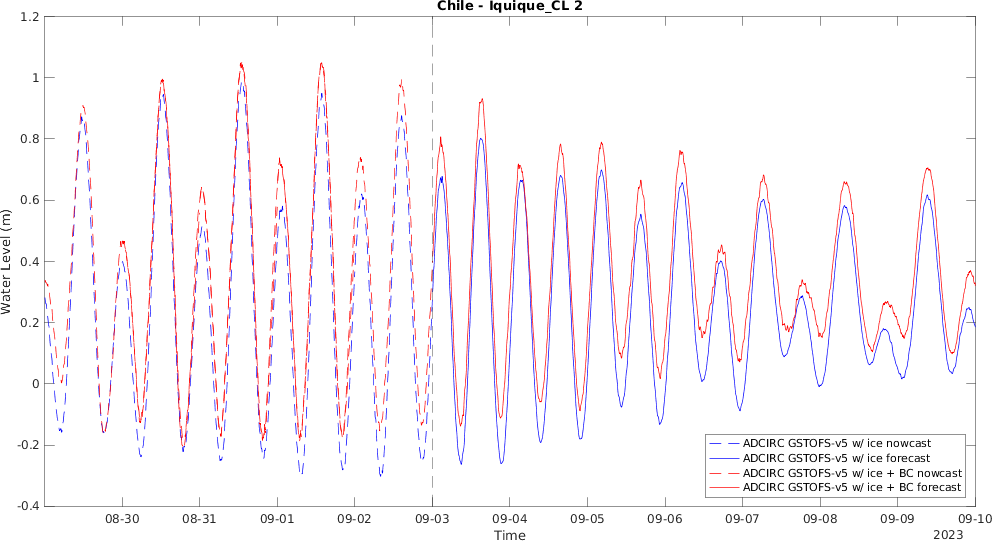 Chile - Iquique_CL 2
1.2
1
0.8
0.6
0.4
0.2
0
-0.2
-0.4
Water Level (m)
ADCIRC GSTOFS-v5 w/ ice nowcast
ADCIRC GSTOFS-v5 w/ ice forecast
ADCIRC GSTOFS-v5 w/ ice + BC nowcast
ADCIRC GSTOFS-v5 w/ ice + BC forecast
08-30 08-31 09-01 09-02 09-03 09-04 09-05 09-06 09-07 09-08 09-09 09-10
Time 2023